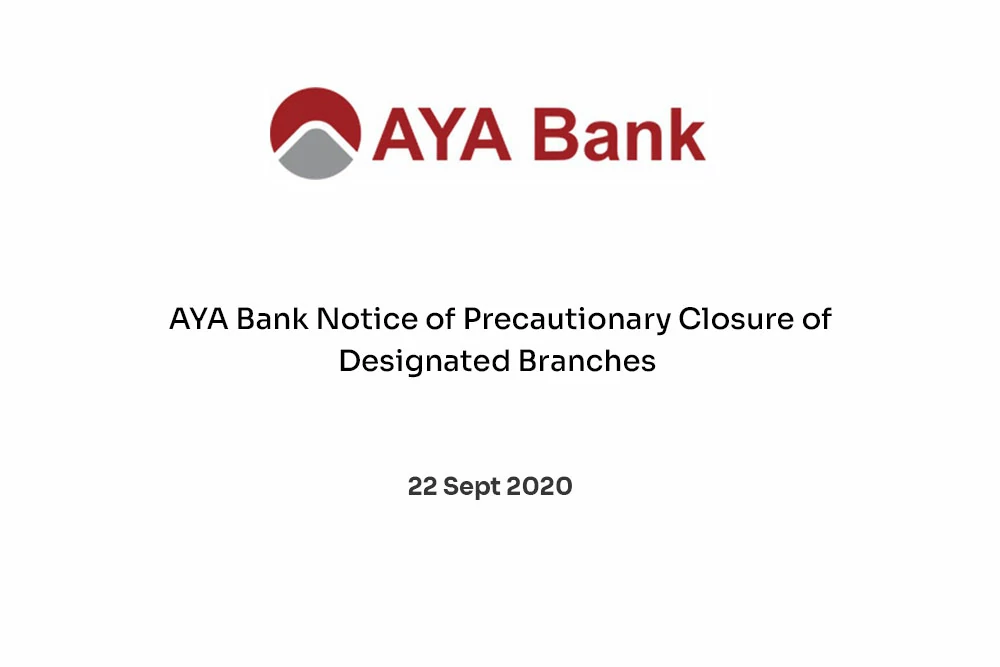 AYA Bank
AYA Bank Notice of Precautionary Closure of
Designated Branches
22 Sept 2020